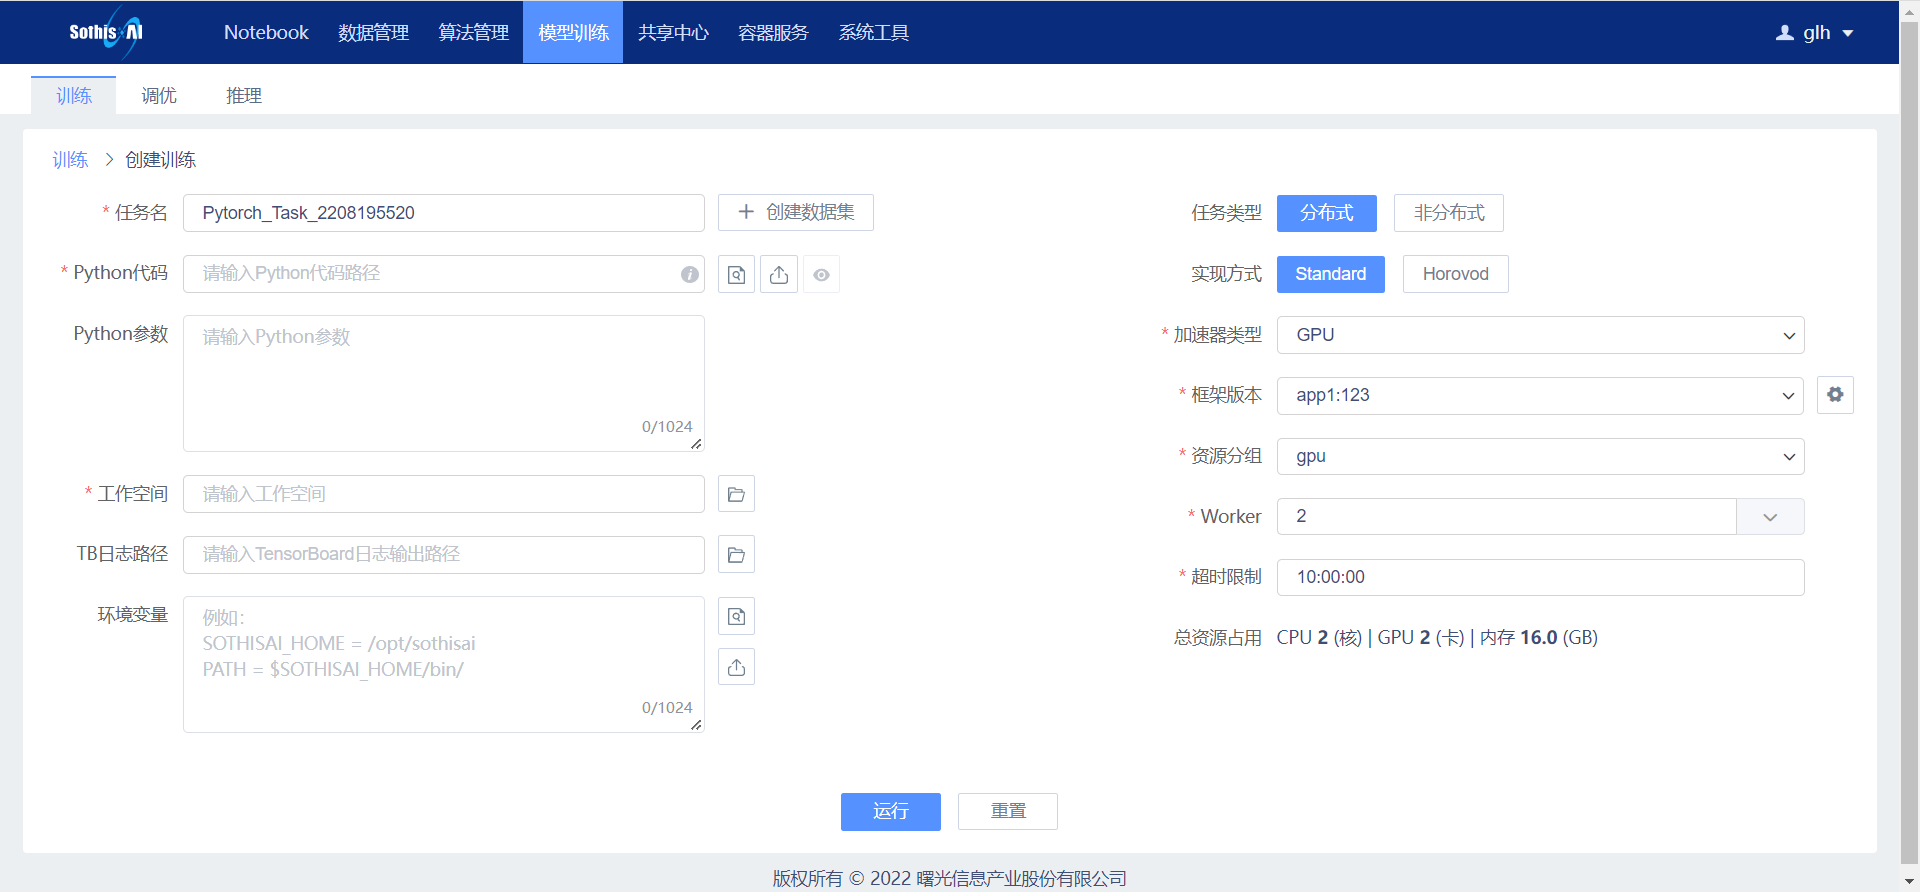 SothisAI
Notebook 数据管理 算法管理 模型训练 共享中心 容器服务 系统工具 glh
训练 调优 推理
训练 > 创建训练
* 任务名 Pytorch_Task_2208195520 + 创建数据集
* Python代码 请输入Python代码路径
Python参数 请输入Python参数
0/1024
* 工作空间 请输入工作空间
TB日志路径 请输入TensorBoard日志输出路径
环境变量 例如：
SOTHISAI_HOME = /opt/sothisai
PATH = $SOTHISAI_HOME/bin/
0/1024
任务类型 分布式 非分布式
实现方式 Standard Horovod
* 加速器类型 GPU
* 框架版本 app1:123
* 资源分组 gpu
* Worker 2
* 超时限制 10:00:00
总资源占用 CPU 2 (核) | GPU 2 (卡) | 内存 16.0 (GB)
运行 重置
版权所有 © 2022 曙光信息产业股份有限公司